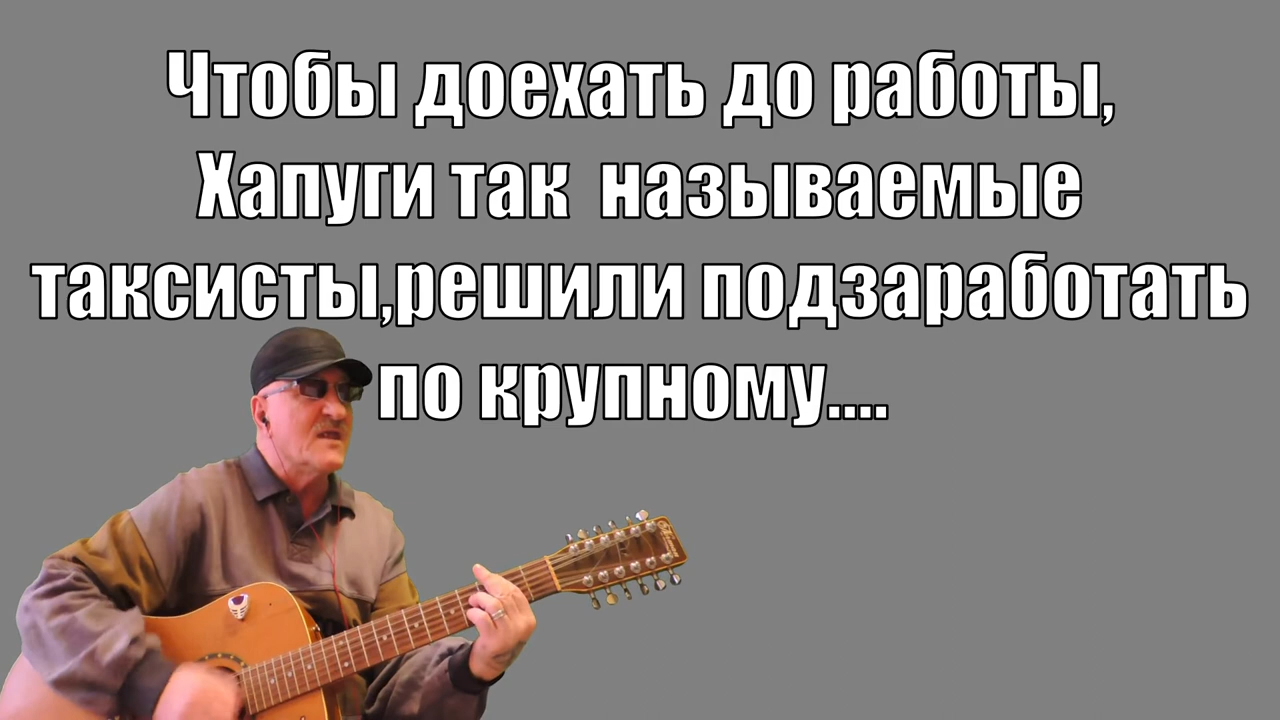 Чтобы доехать до работы,
Хапуги так  называемые
таксисты,решили подзаработать
по крупному....